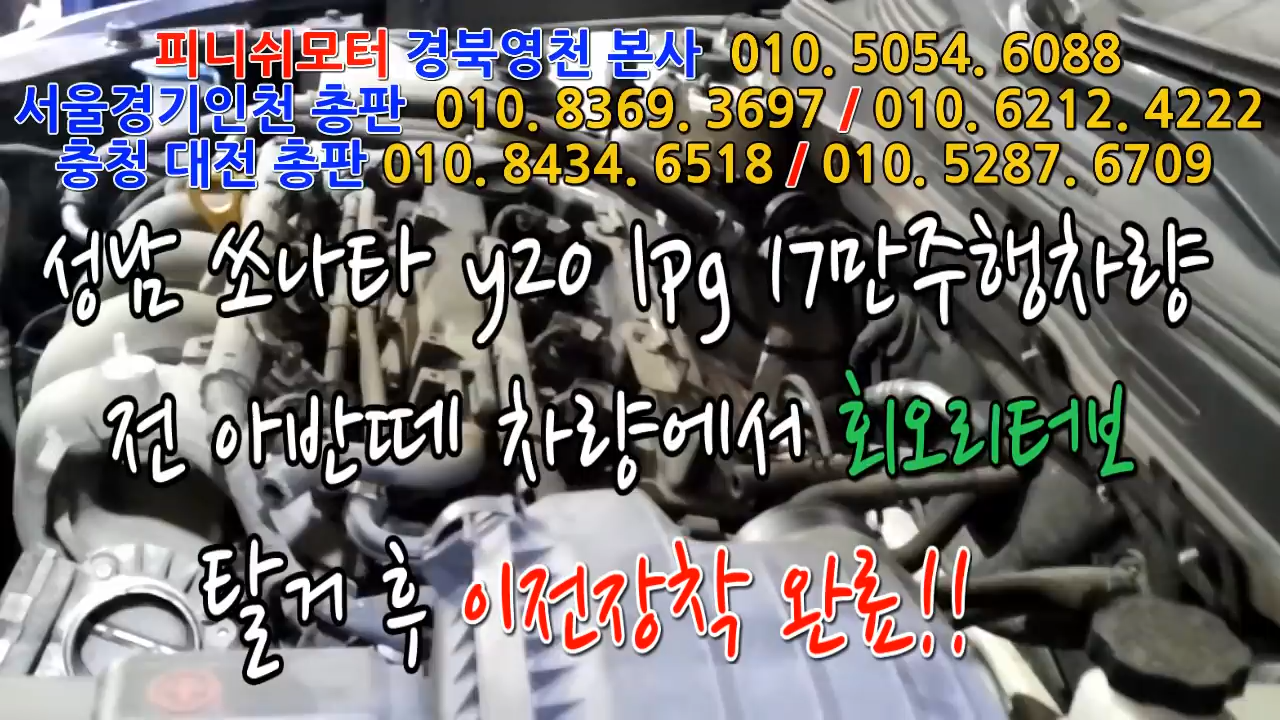 피니쉬모터 경북영천 본사 010. 5054. 6088
서울경기인천 총판 010. 8369. 3697 / 010. 6212. 4222
충청 대전 총판 010. 8434. 6518 / 010. 5287. 6709
성남 쏘나타 y20 lpg 17만주행차량
전 아반떼 차량에서 회오리터보
탈거 후 이전장착 완료!!